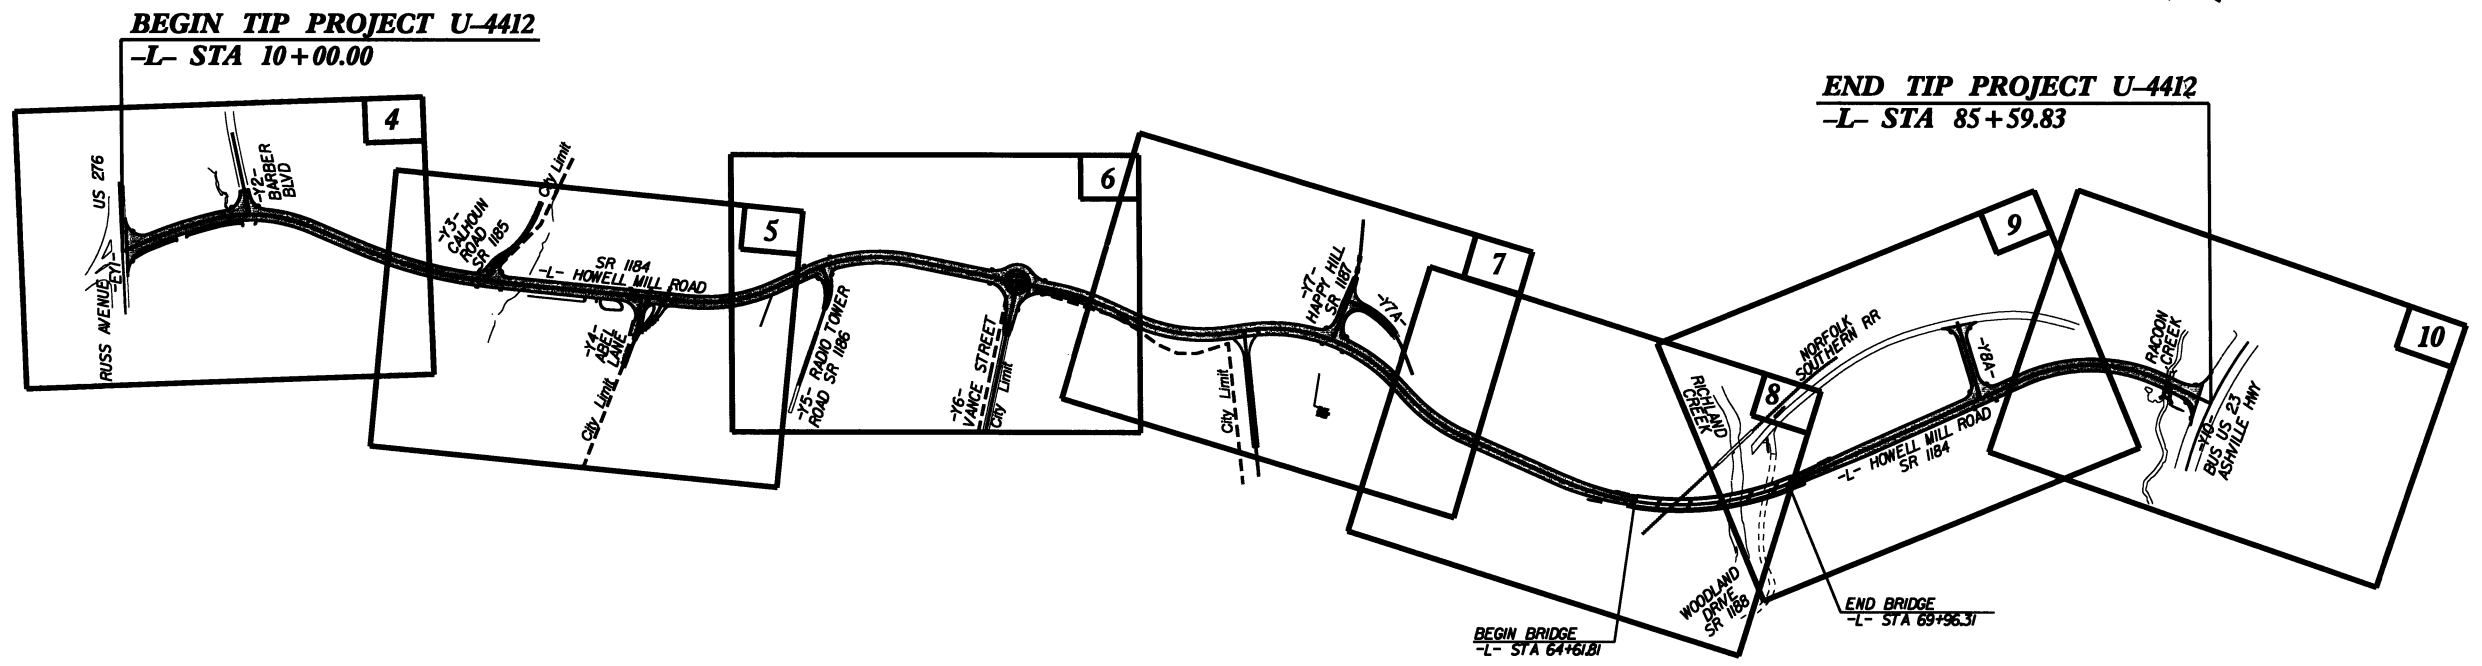 BEGIN TIP PROJECT U–4412
–L– STA 10+00.00
END TIP PROJECT U–4412
–L– STA 85+59.83
4
5
6
7
8
9
10
US 276
RUSS AVENUE
-EY1-
-Y2-
BARBER
BLVD
-Y3-
CALHOUN
ROAD
SR 1185
City Limit
SR 1184
-L- HOWELL MILL ROAD
-Y4-
ABEL
LANE
City Limit
-Y5- RADIO TOWER
ROAD SR 1186
-Y6-
VANCE STREET
City Limit
City Limit
-Y7-
HAPPY HILL
SR 1187
-Y7A-
RICHLAND
CREEK
NORFOLK
SOUTHERN RR
-Y8A-
-L- HOWELL MILL ROAD
SR 1184
RACOON
CREEK
-Y10-
BUS US 23
ASHVILLE HWY
WOODLAND
DRIVE
SR 1188
BEGIN BRIDGE
-L- STA 64+61.81
END BRIDGE
-L- STA 69+96.31